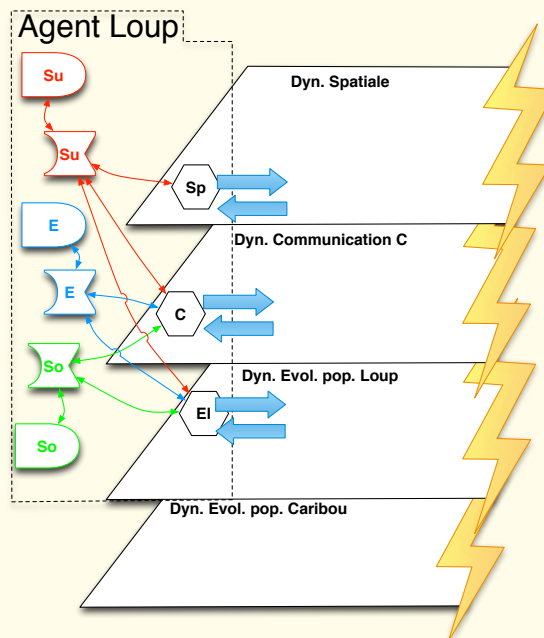 Agent Loup
Su
Dyn. Spatiale
Su
Sp
E
Dyn. Communication C
E
C
So
Dyn. Evol. pop. Loup
El
So
Dyn. Evol. pop. Caribou